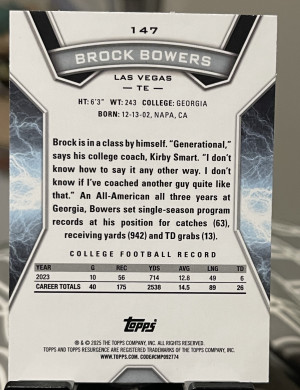 147
BROCK BOWERS
LAS VEGAS
— TE —
HT: 6'3" WT: 243 COLLEGE: GEORGIA
BORN: 12-13-02, NAPA, CA
Brock is in a class by himself. "Generational,"
says his college coach, Kirby Smart. "I don't
know how to say it any other way. I don't
know if I've coached another guy quite like
that." An All-American all three years at
Georgia, Bowers set single-season program
records at his position for catches (63),
receiving yards (942) and TD grabs (13).
COLLEGE FOOTBALL RECORD
YEAR G REC YDS AVG LNG TD
2023 10 56 714 12.8 49 6
CAREER TOTALS 40 175 2538 14.5 89 26
Topps
® & © 2025 THE TOPPS COMPANY, INC. ALL RIGHTS RESERVED.
TOPPS AND TOPPS RESURGENCE ARE REGISTERED TRADEMARKS OF THE TOPPS COMPANY, INC.
WWW.TOPPS.COM. CODE#CMP092774